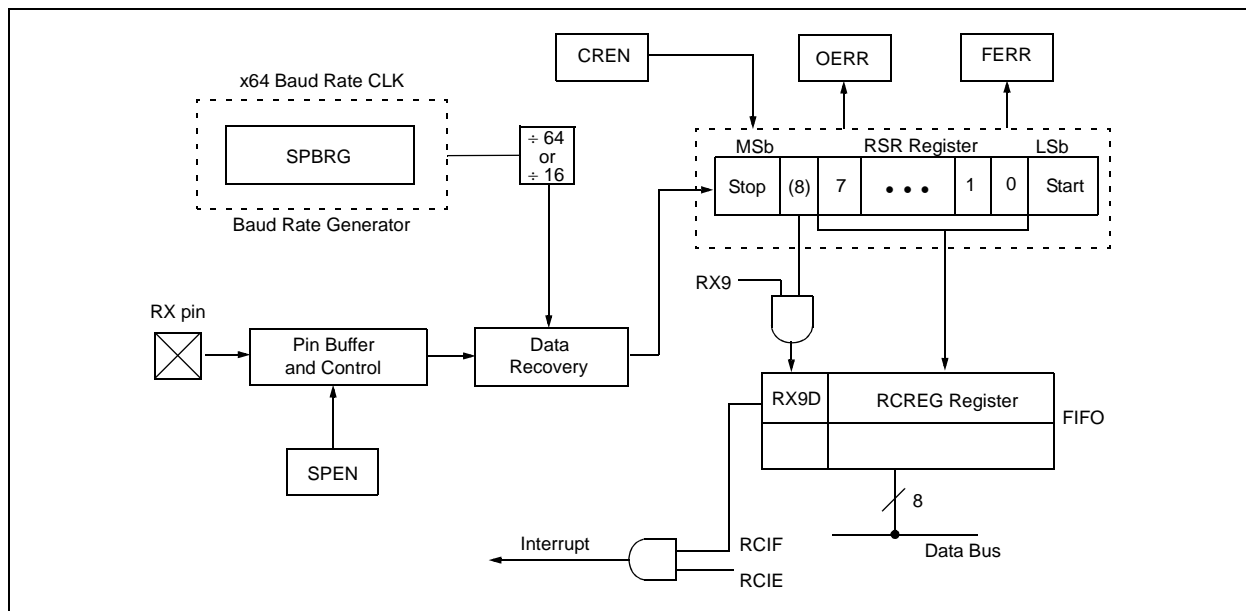 CREN
OERR
FERR
x64 Baud Rate CLK
SPBRG
Baud Rate Generator
÷ 64
or
÷ 16
MSb
RSR Register
LSb
Stop
(8)
7
• • •
1
0
Start
RX9
RX pin
Pin Buffer
and Control
Data
Recovery
SPEN
RX9D
RCREG Register
FIFO
8
Data Bus
Interrupt
RCIF
RCIE